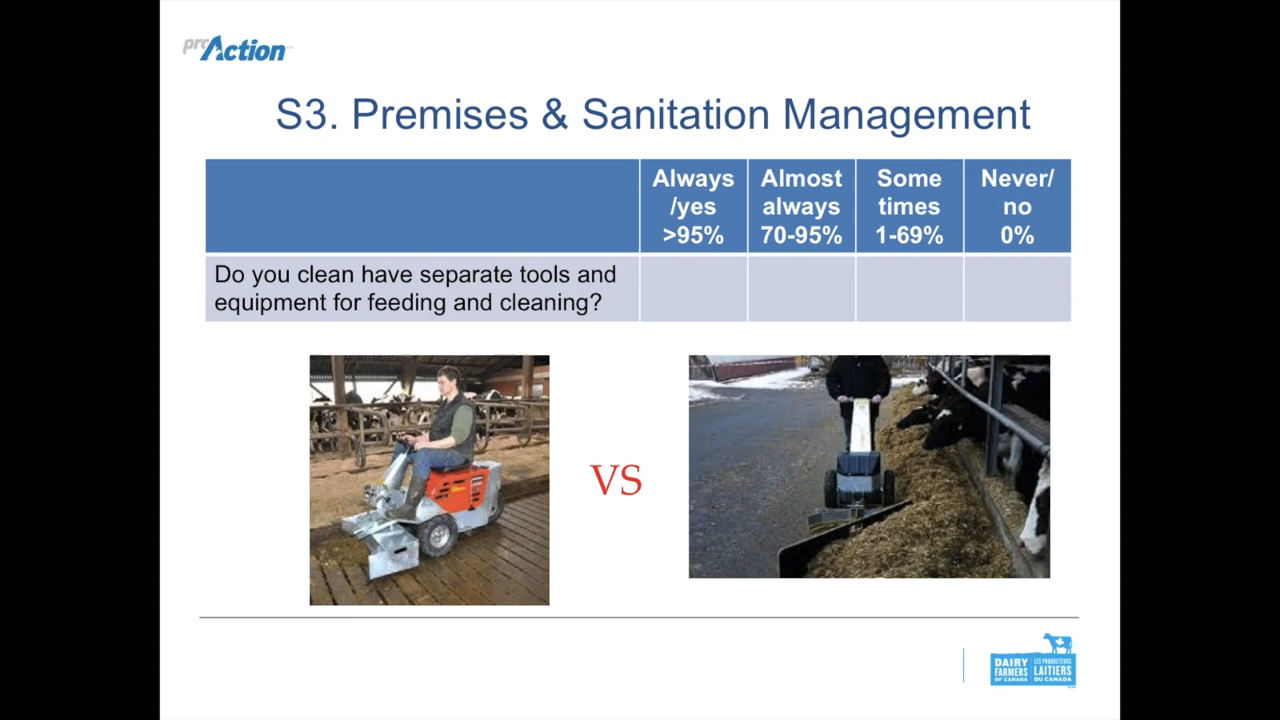 proAction
S3. Premises & Sanitation Management
Always
/yes
>95%
Almost
always
70-95%
Some
times
1-69%
Never/
no
0%
Do you clean have separate tools and
equipment for feeding and cleaning?
VS
DAIRY
FARMERS
OF CANADA
LES PRODUCTEURS
LAITIERS
DU CANADA